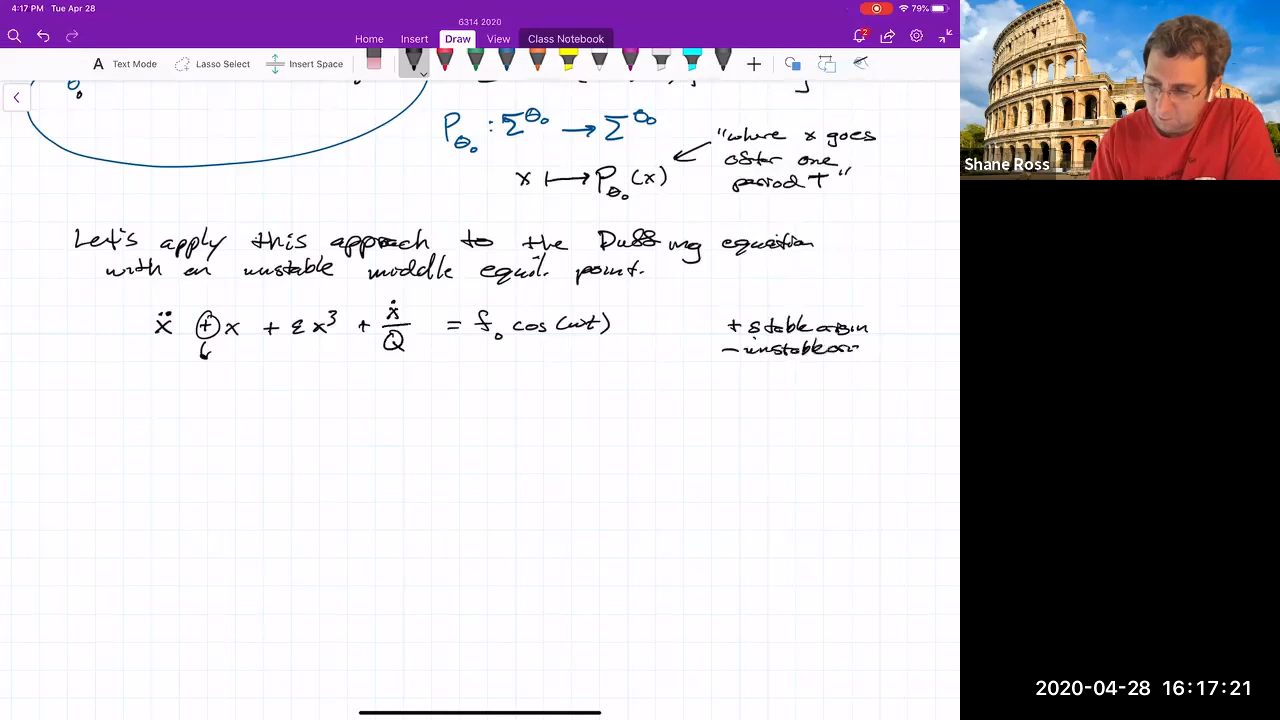 4:17 PM Tue Apr 28
79%
6314 2020
Home Insert Draw View Class Notebook
2
Text Mode Lasso Select Insert Space
θ₀
P_θ₀ : Σ^θ₀ → Σ^θ₀
x ↦ P_θ₀(x)
"where x goes
after one
period T"
Let's apply this approach to the Duffing equation
with an unstable middle equil. point.
ẍ + x + εx³ + ẋ/Q = f₀ cos(ωt)
+ stable origin
− unstable
Shane Ross
2020-04-28 16:17:21